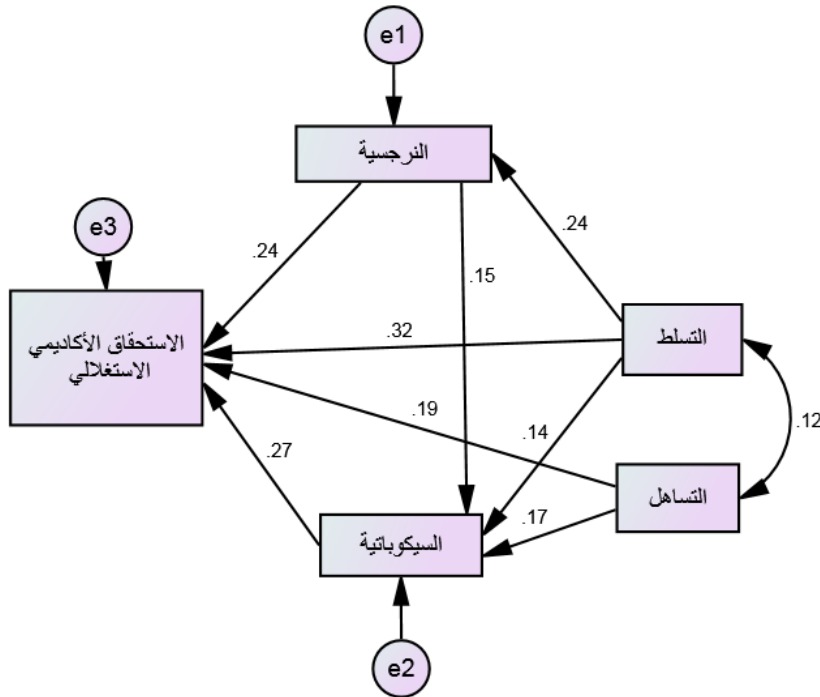 e1
النرجسية
e3
.24
.24
.15
الاستحقاق الأكاديمي
الاستغلالي
.32
التسلط
.19
.14
.12
.27
التساهل
.17
السيكوباتية
e2